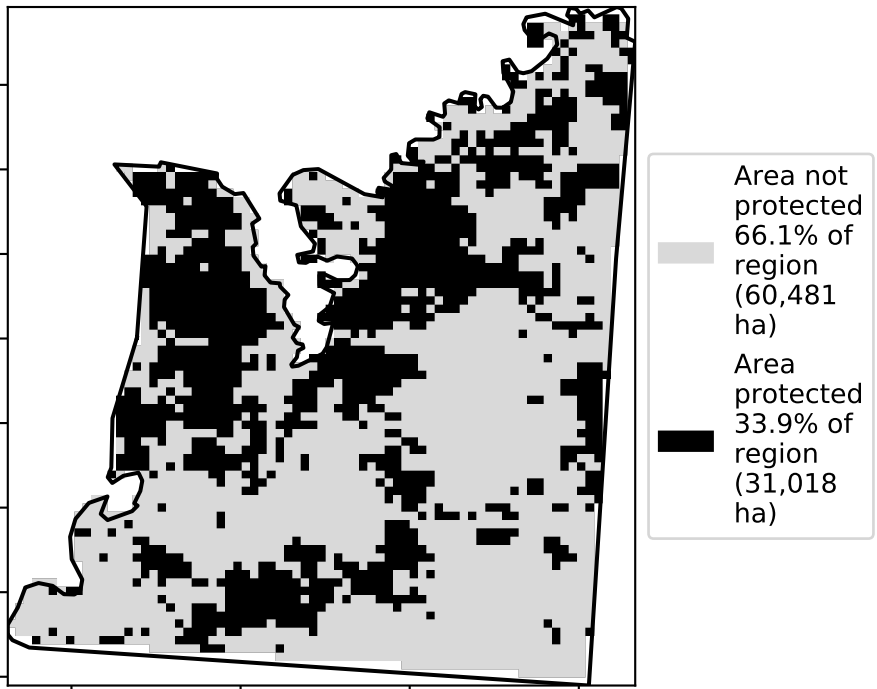 Area not
protected
66.1% of
region
(60,481
ha)
Area
protected
33.9% of
region
(31,018
ha)